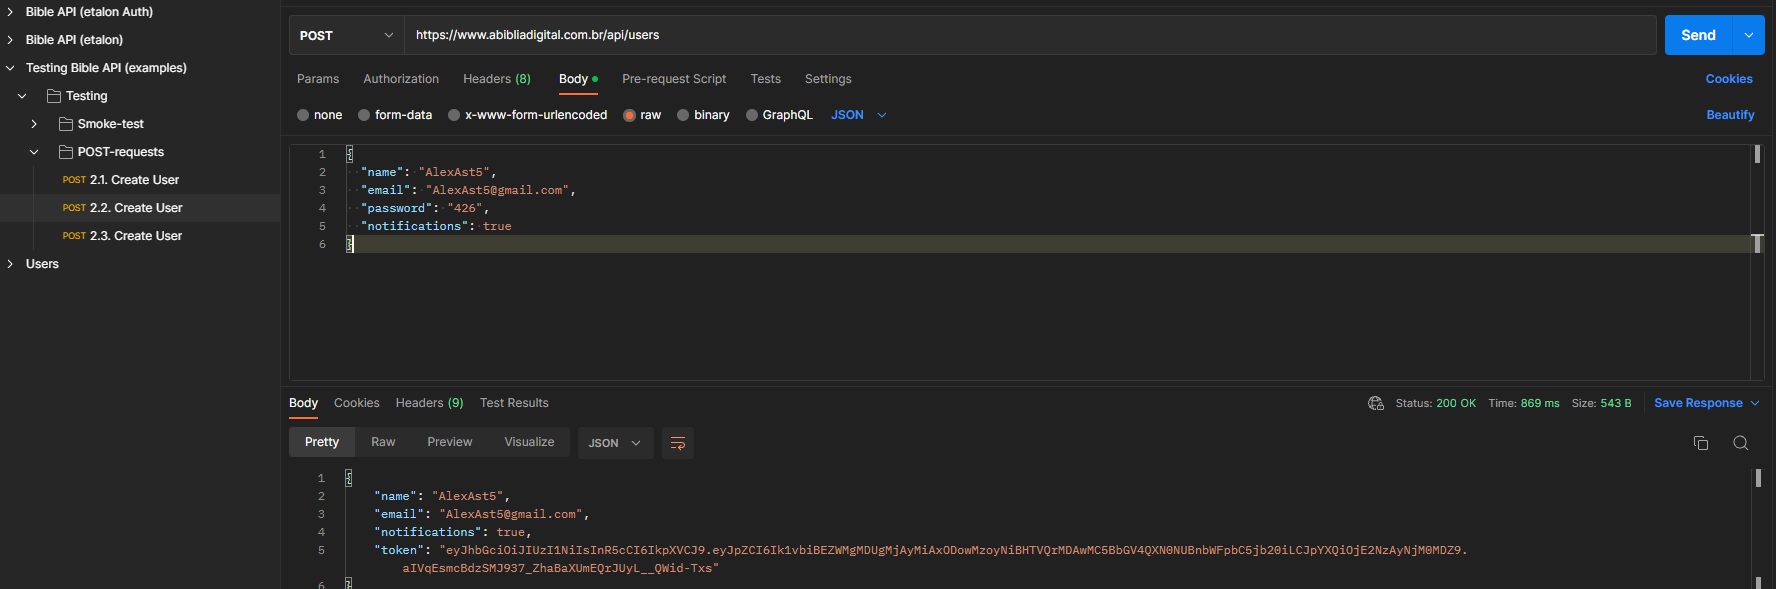 Bible API (etalon Auth)
Bible API (etalon)
Testing Bible API (examples)
Testing
Smoke-test
POST-requests
POST 2.1. Create User
POST 2.2. Create User
POST 2.3. Create User
Users
POST https://www.abibliadigital.com.br/api/users Send
Params Authorization Headers (8) Body Pre-request Script Tests Settings Cookies
none form-data x-www-form-urlencoded raw binary GraphQL JSON Beautify
1 {
2 "name": "AlexAst5",
3 "email": "AlexAst5@gmail.com",
4 "password": "426",
5 "notifications": true
6 }
Body Cookies Headers (9) Test Results Status: 200 OK Time: 869 ms Size: 543 B Save Response
Pretty Raw Preview Visualize JSON
1 {
2 "name": "AlexAst5",
3 "email": "AlexAst5@gmail.com",
4 "notifications": true,
5 "token": "eyJhbGciOiJIUzI1NiIsInR5cCI6IkpXVCJ9.eyJpZCI6Ik1vbiBEZWMgMDUgMjAyMiAxODowMzoyNiBHTVQrMDAwMC5BbGV4QXN0NUBnbWFpbC5jb20iLCJpYXQiOjE2NzAyNjM0MDZ9.
aIVqEsmcBdzSMJ937_ZhaBaXUmEQrJUyL__QWid-Txs"
6 }